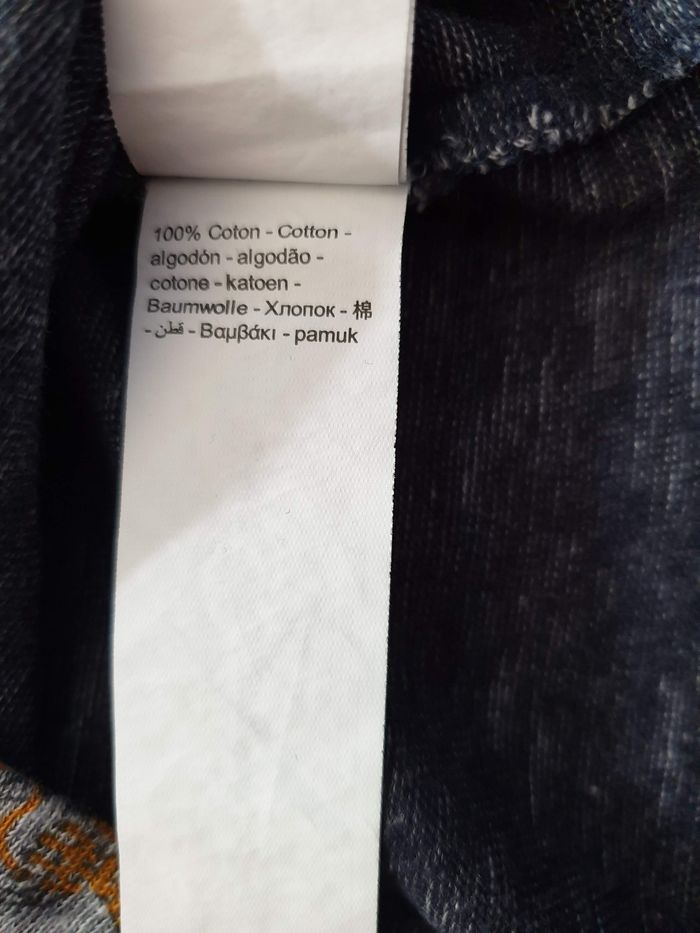 100% Coton - Cotton -
algodón - algodão -
cotone - katoen -
Baumwolle - Хлопок - 棉
- قطن - Βαμβάκι - pamuk